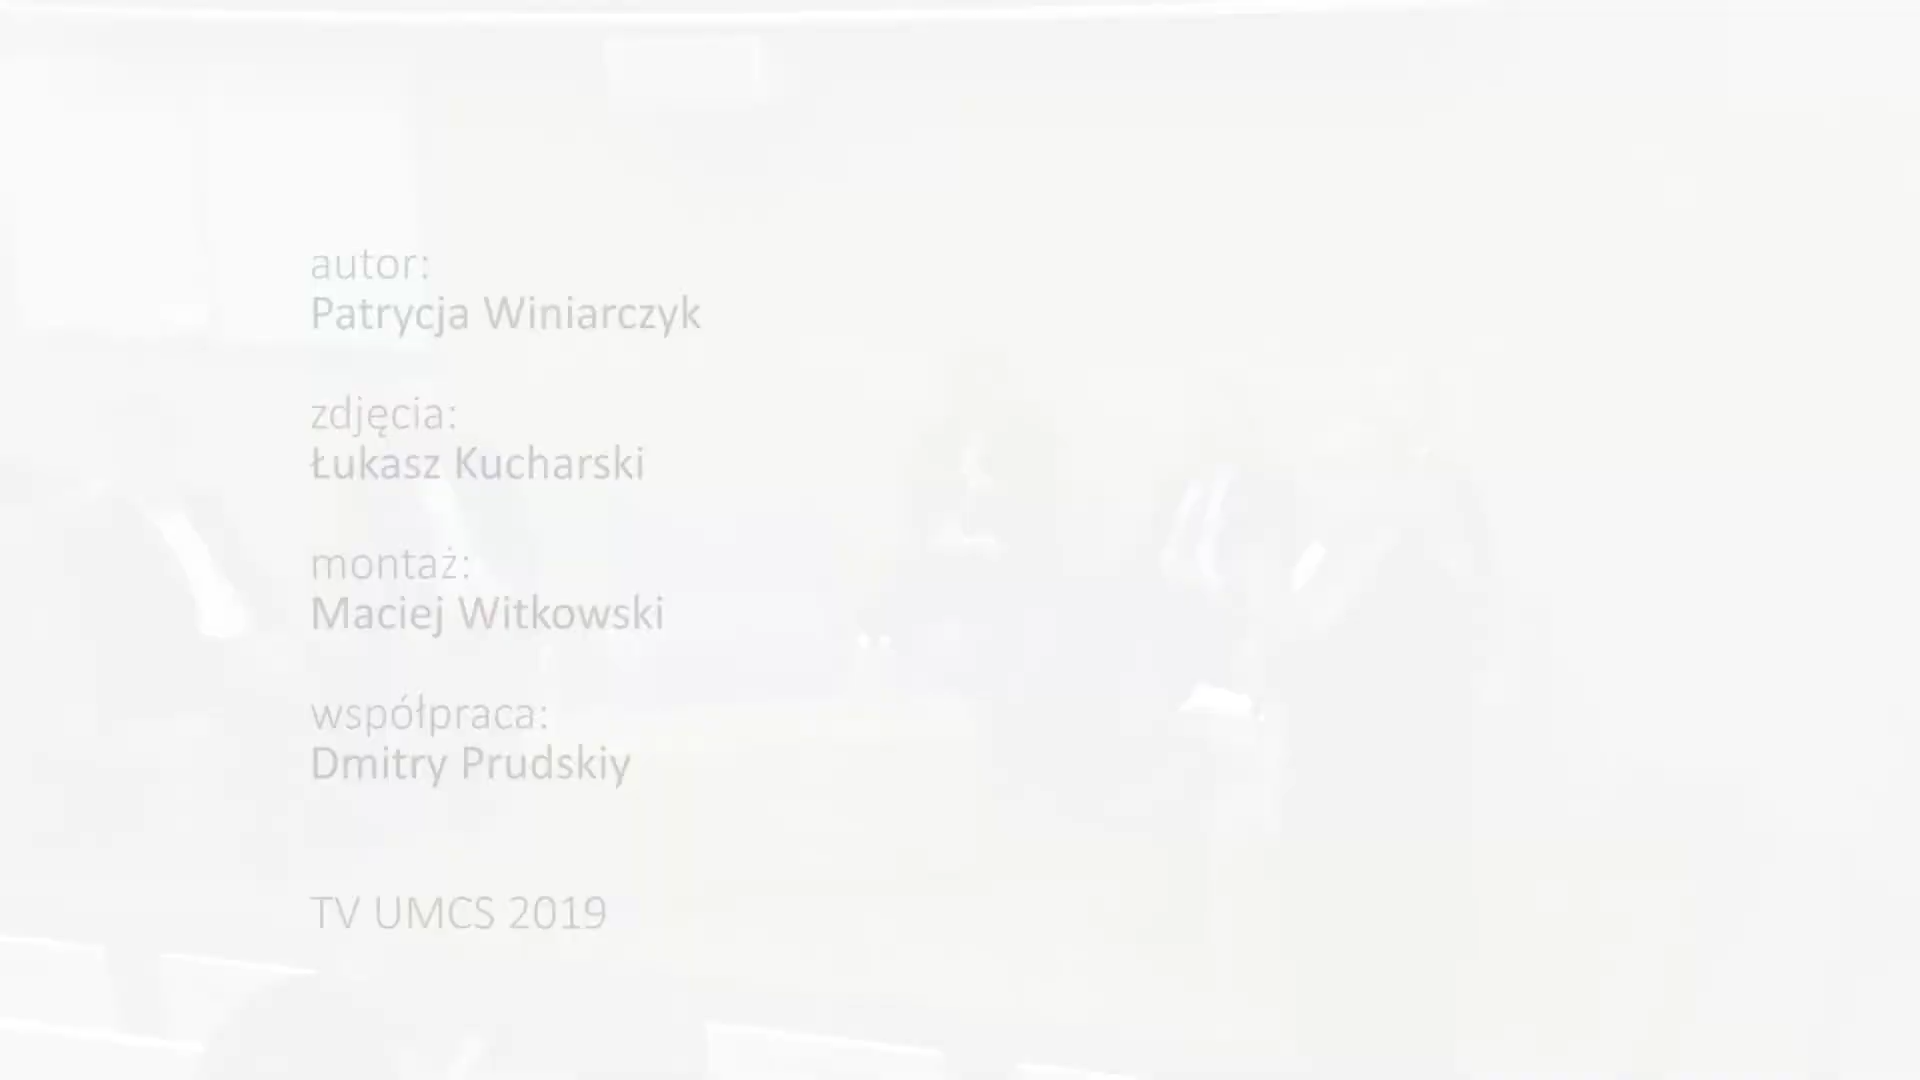 autor:
Patrycja Winiarczyk
zdjęcia:
Łukasz Kucharski
montaż:
Maciej Witkowski
współpraca:
Dmitry Prudskiy
TV UMCS 2019